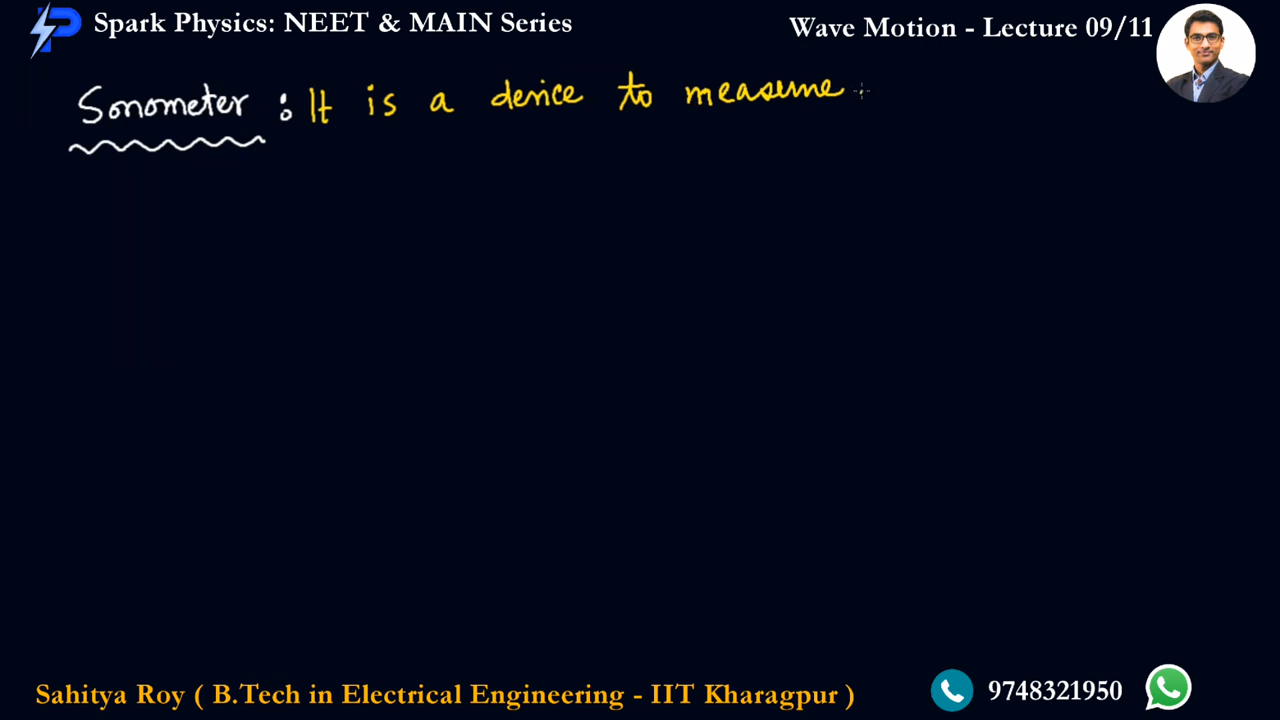 Spark Physics: NEET & MAIN Series
Wave Motion - Lecture 09/11
Sonometer : It is a device to measure
Sahitya Roy ( B.Tech in Electrical Engineering - IIT Kharagpur )
9748321950